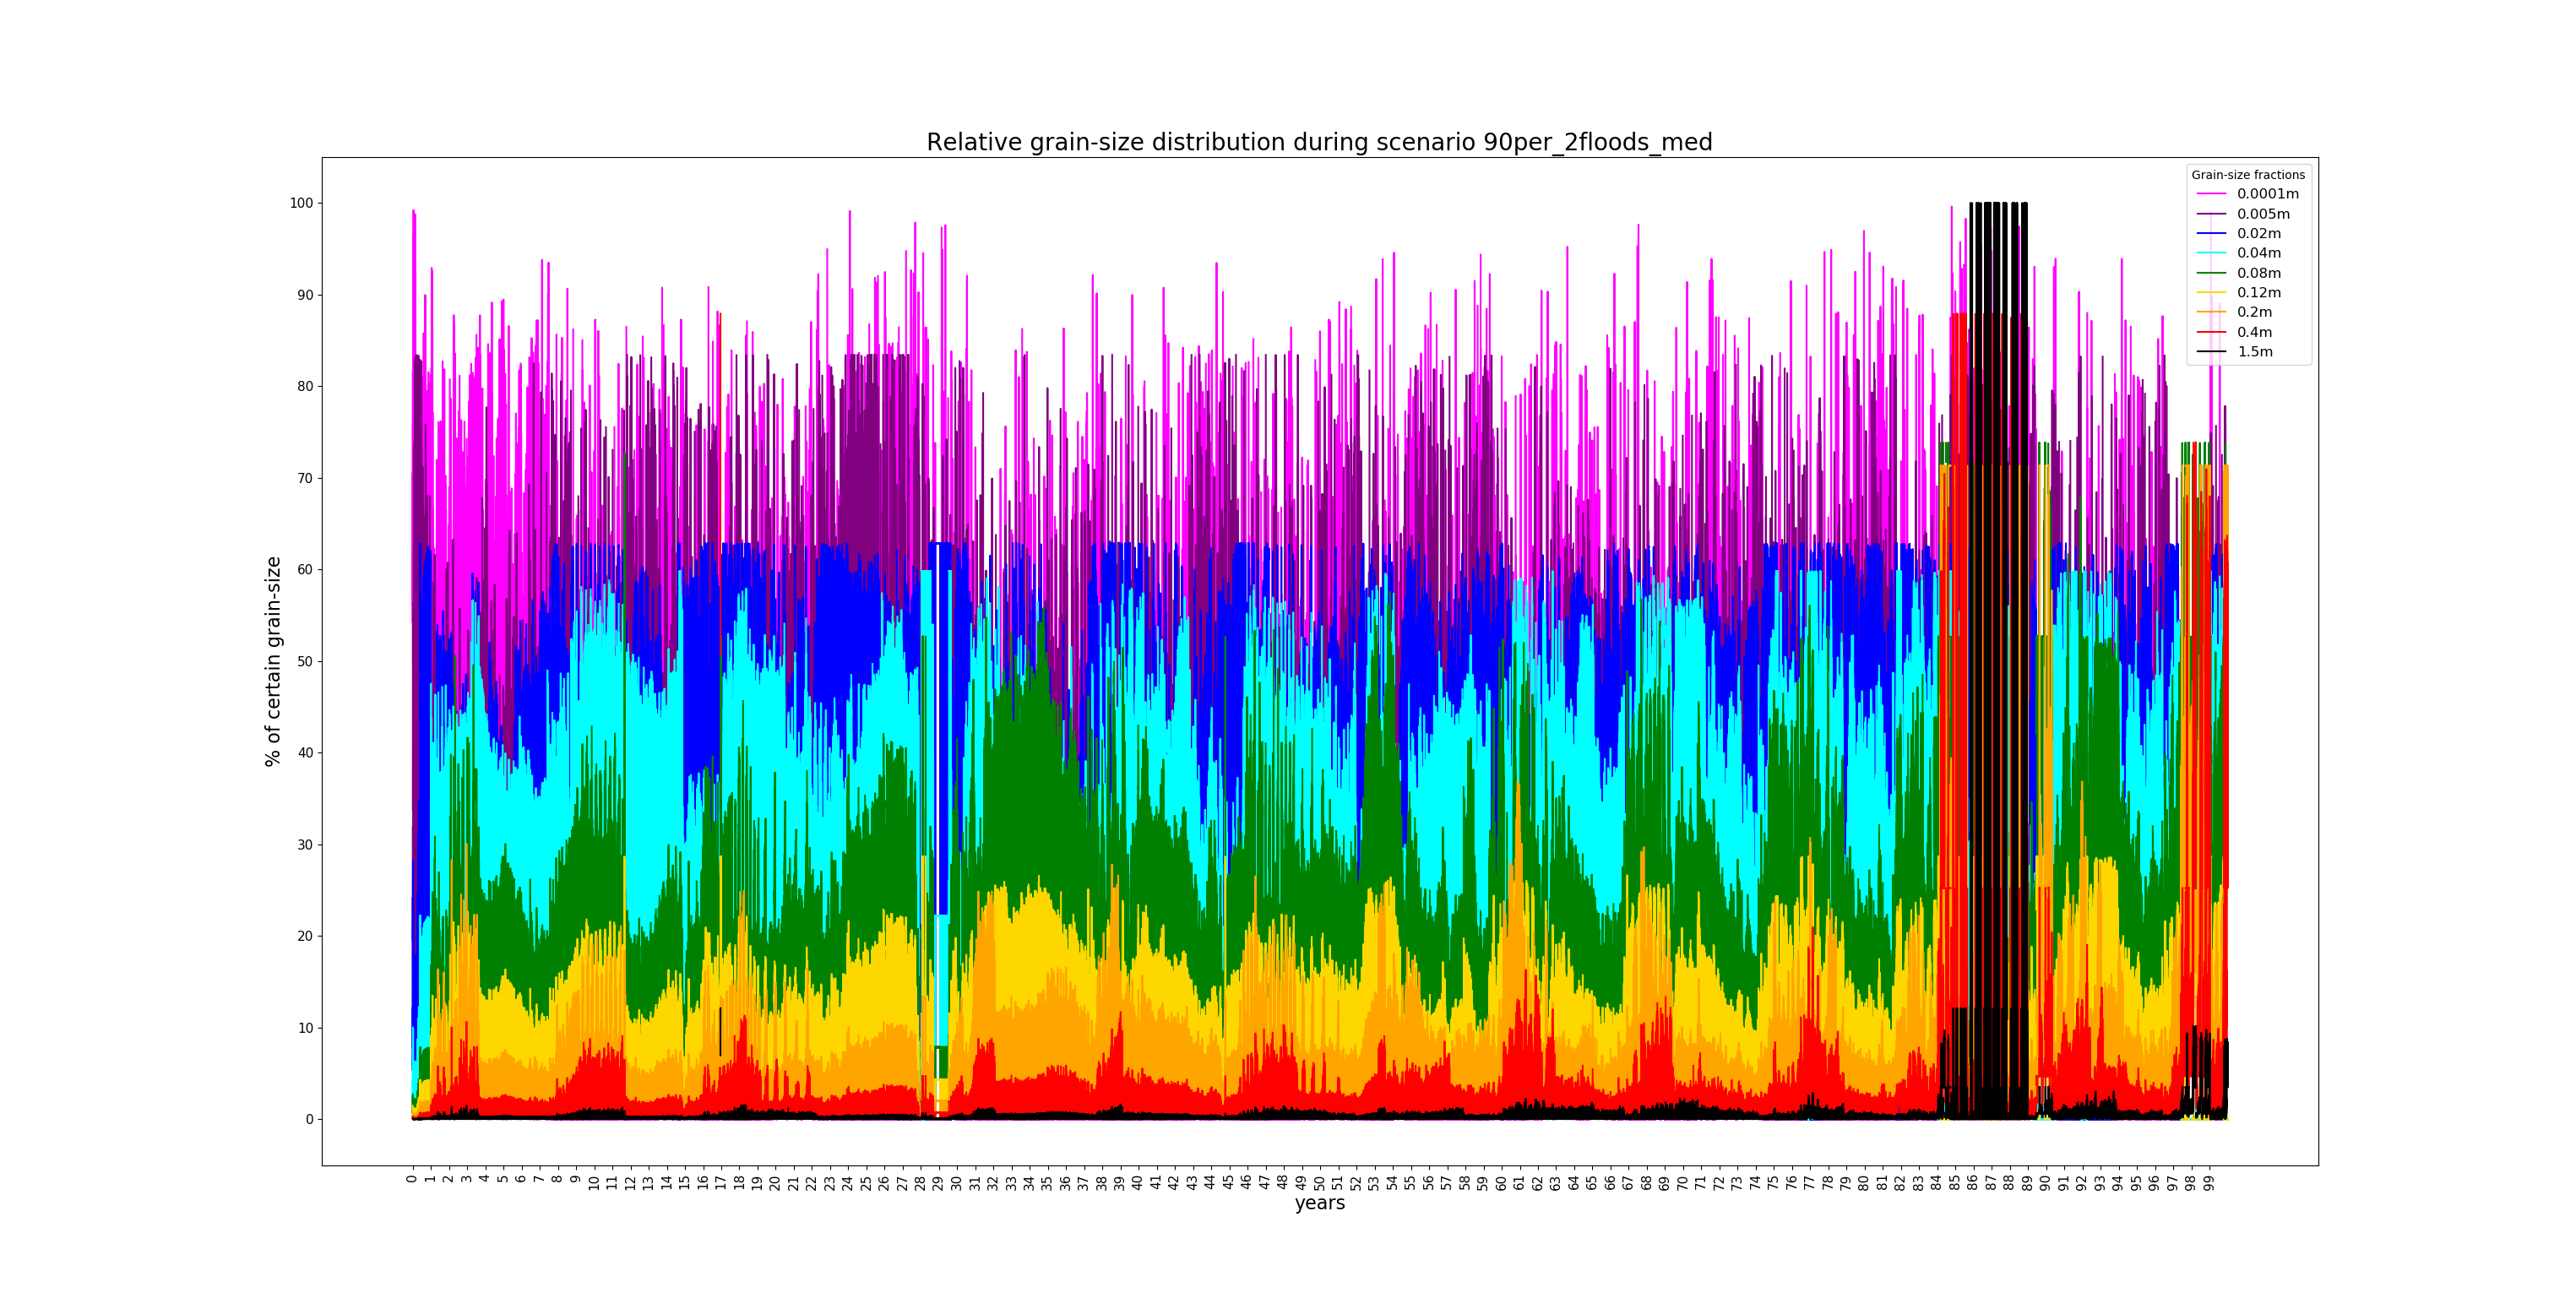 Relative grain-size distribution during scenario 90per_2floods_med
Grain-size fractions
0.0001m
0.005m
0.02m
0.04m
0.08m
0.12m
0.2m
0.4m
1.5m
% of certain grain-size
100
90
80
70
60
50
40
30
20
10
0
0 1 2 3 4 5 6 7 8 9 10 11 12 13 14 15 16 17 18 19 20 21 22 23 24 25 26 27 28 29 30 31 32 33 34 35 36 37 38 39 40 41 42 43 44 45 46 47 48 49 50 51 52 53 54 55 56 57 58 59 60 61 62 63 64 65 66 67 68 69 70 71 72 73 74 75 76 77 78 79 80 81 82 83 84 85 86 87 88 89 90 91 92 93 94 95 96 97 98 99
years